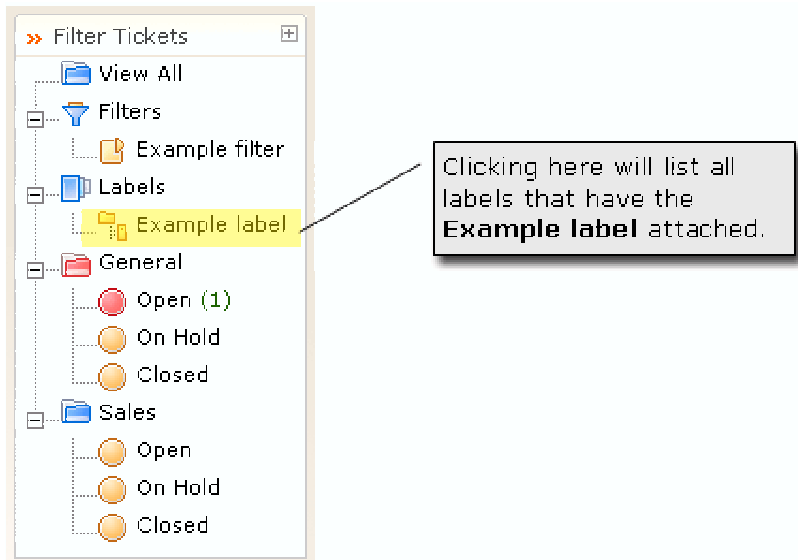 Filter Tickets
View All
Filters
Example filter
Labels
Example label
General
Open (1)
On Hold
Closed
Sales
Open
On Hold
Closed
Clicking here will list all
labels that have the
Example label attached.